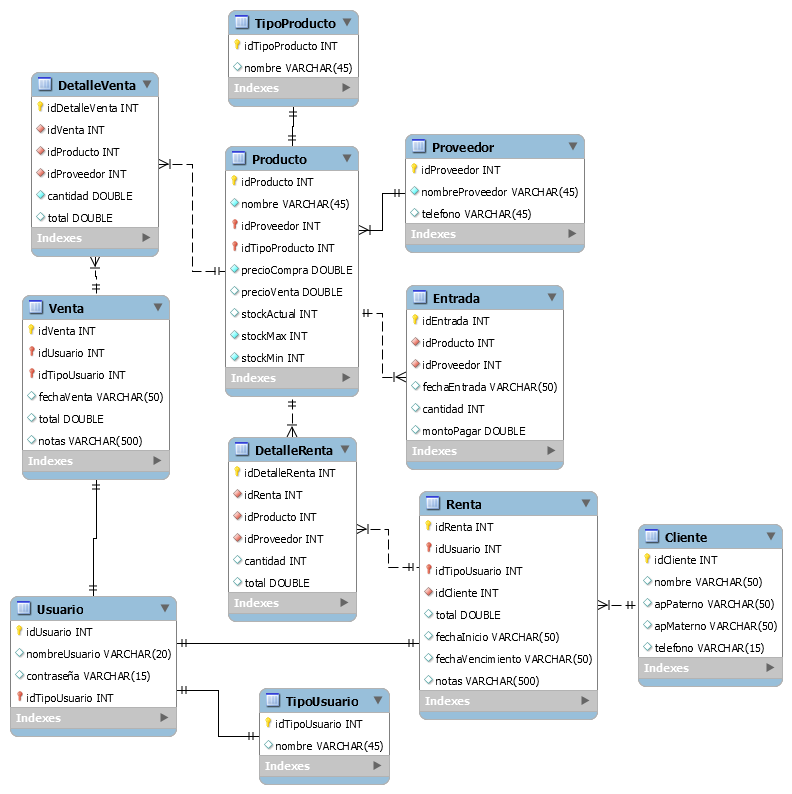 TipoProducto
idTipoProducto INT
nombre VARCHAR(45)
Indexes
DetalleVenta
idDetalleVenta INT
idVenta INT
idProducto INT
idProveedor INT
cantidad DOUBLE
total DOUBLE
Indexes
Producto
idProducto INT
nombre VARCHAR(45)
idProveedor INT
idTipoProducto INT
precioCompra DOUBLE
precioVenta DOUBLE
stockActual INT
stockMax INT
stockMin INT
Indexes
Proveedor
idProveedor INT
nombreProveedor VARCHAR(45)
telefono VARCHAR(45)
Indexes
Venta
idVenta INT
idUsuario INT
idTipoUsuario INT
fechaVenta VARCHAR(50)
total DOUBLE
notas VARCHAR(500)
Indexes
Entrada
idEntrada INT
idProducto INT
idProveedor INT
fechaEntrada VARCHAR(50)
cantidad INT
montoPagar DOUBLE
Indexes
DetalleRenta
idDetalleRenta INT
idRenta INT
idProducto INT
idProveedor INT
cantidad INT
total DOUBLE
Indexes
Renta
idRenta INT
idUsuario INT
idTipoUsuario INT
idCliente INT
total DOUBLE
fechaInicio VARCHAR(50)
fechaVencimiento VARCHAR(50)
notas VARCHAR(500)
Indexes
Cliente
idCliente INT
nombre VARCHAR(50)
apPaterno VARCHAR(50)
apMaterno VARCHAR(50)
telefono VARCHAR(15)
Indexes
Usuario
idUsuario INT
nombreUsuario VARCHAR(20)
contraseña VARCHAR(15)
idTipoUsuario INT
Indexes
TipoUsuario
idTipoUsuario INT
nombre VARCHAR(45)
Indexes